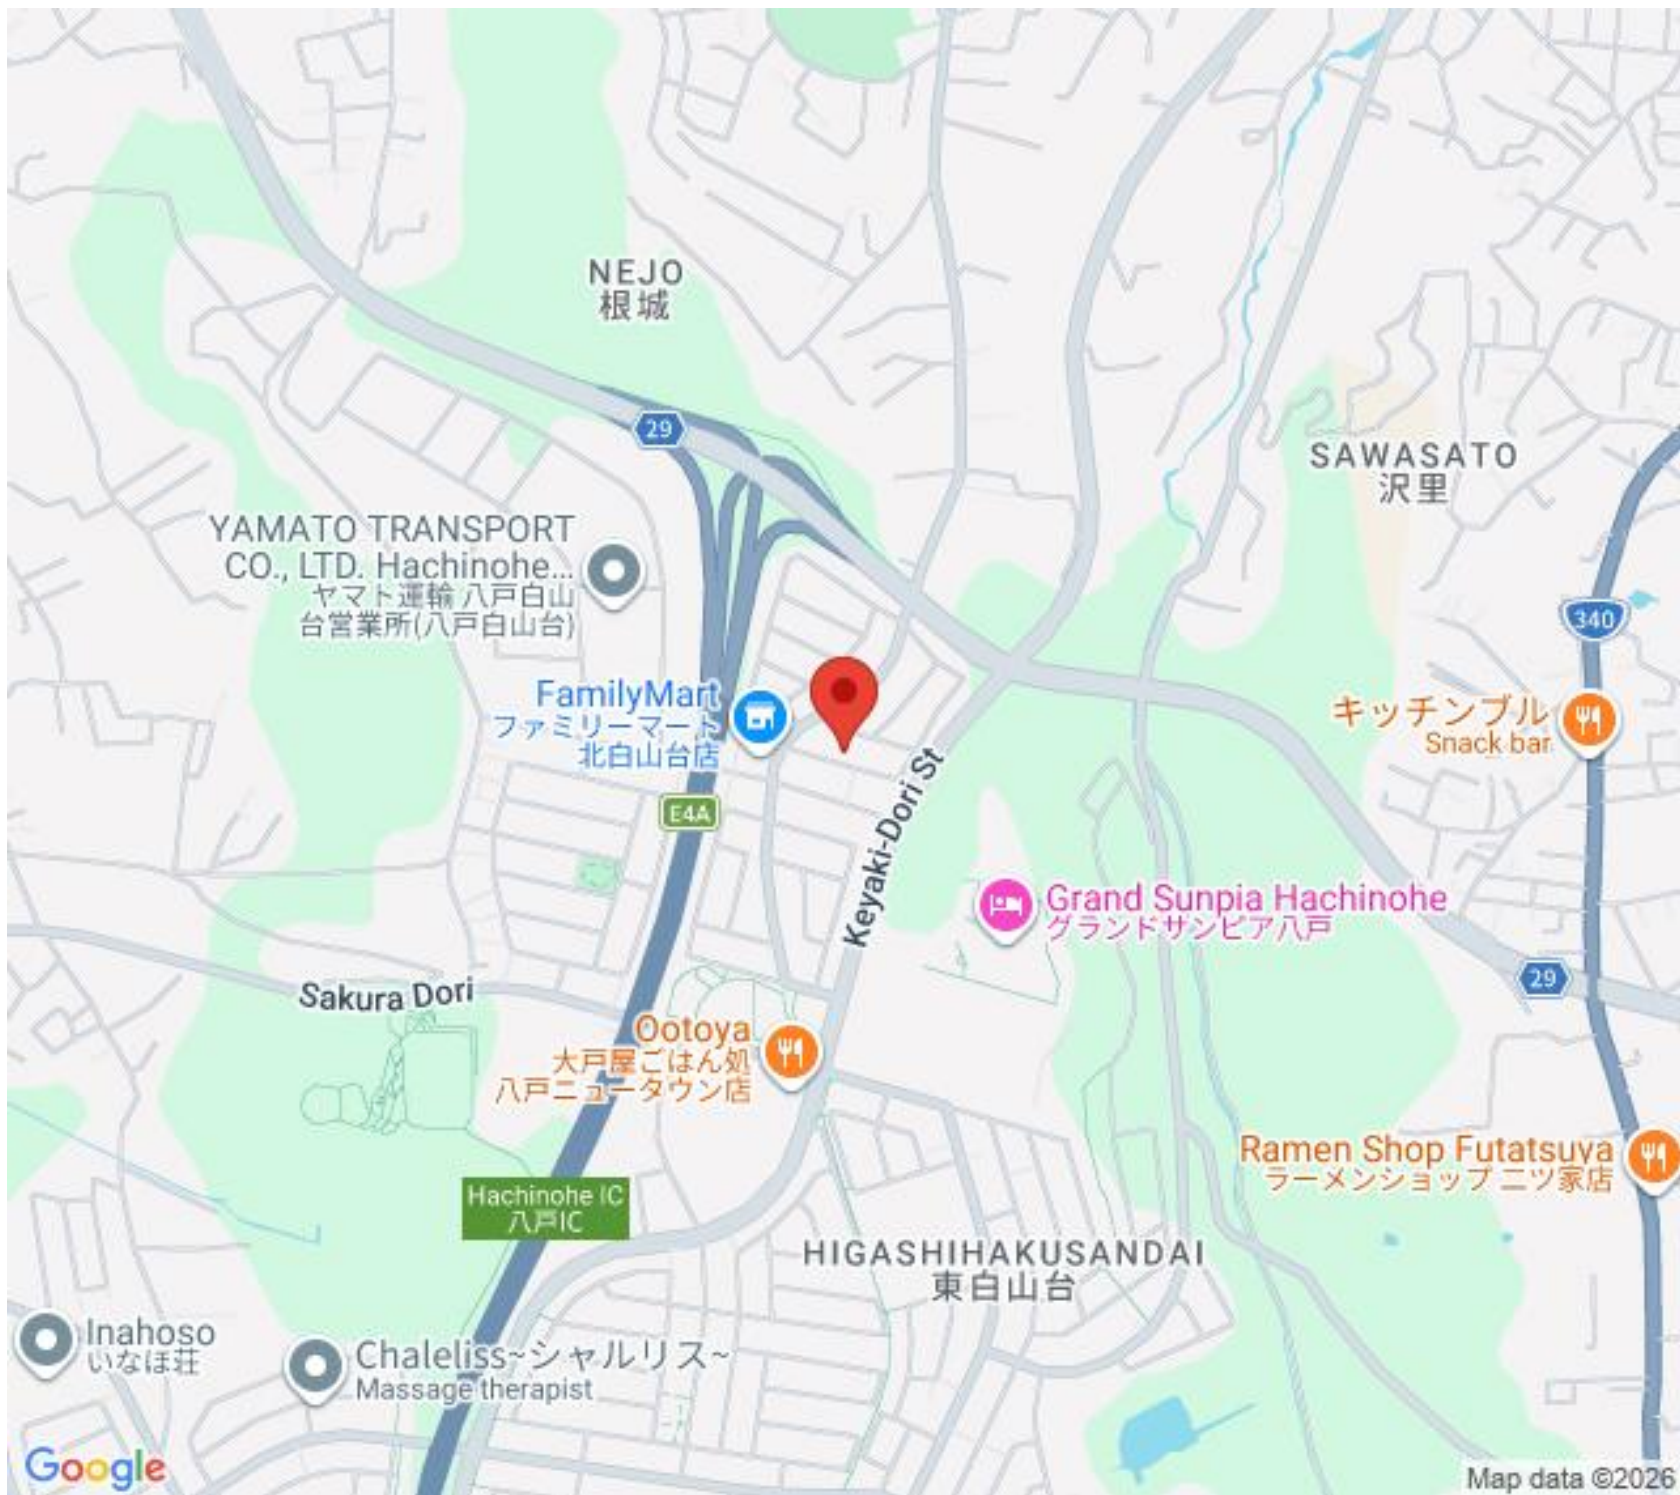 NEJO
根城
29
SAWASATO
沢里
YAMATO TRANSPORT
CO., LTD. Hachinohe...
ヤマト運輸 八戸白山
台営業所(八戸白山台)
340
FamilyMart
ファミリーマート
北白山台店
キッチンブル
Snack bar
E4A
Keyaki-Dori St
Grand Sunpia Hachinohe
グランドサンピア八戸
29
Sakura Dori
Ootoya
大戸屋ごはん処
八戸ニュータウン店
Ramen Shop Futatsuya
ラーメンショップ 二ツ家店
Hachinohe IC
八戸IC
HIGASHIHAKUSANDAI
東白山台
Inahoso
いなほ荘
Chaleliss~シャルリス~
Massage therapist
Google
Map data ©2026